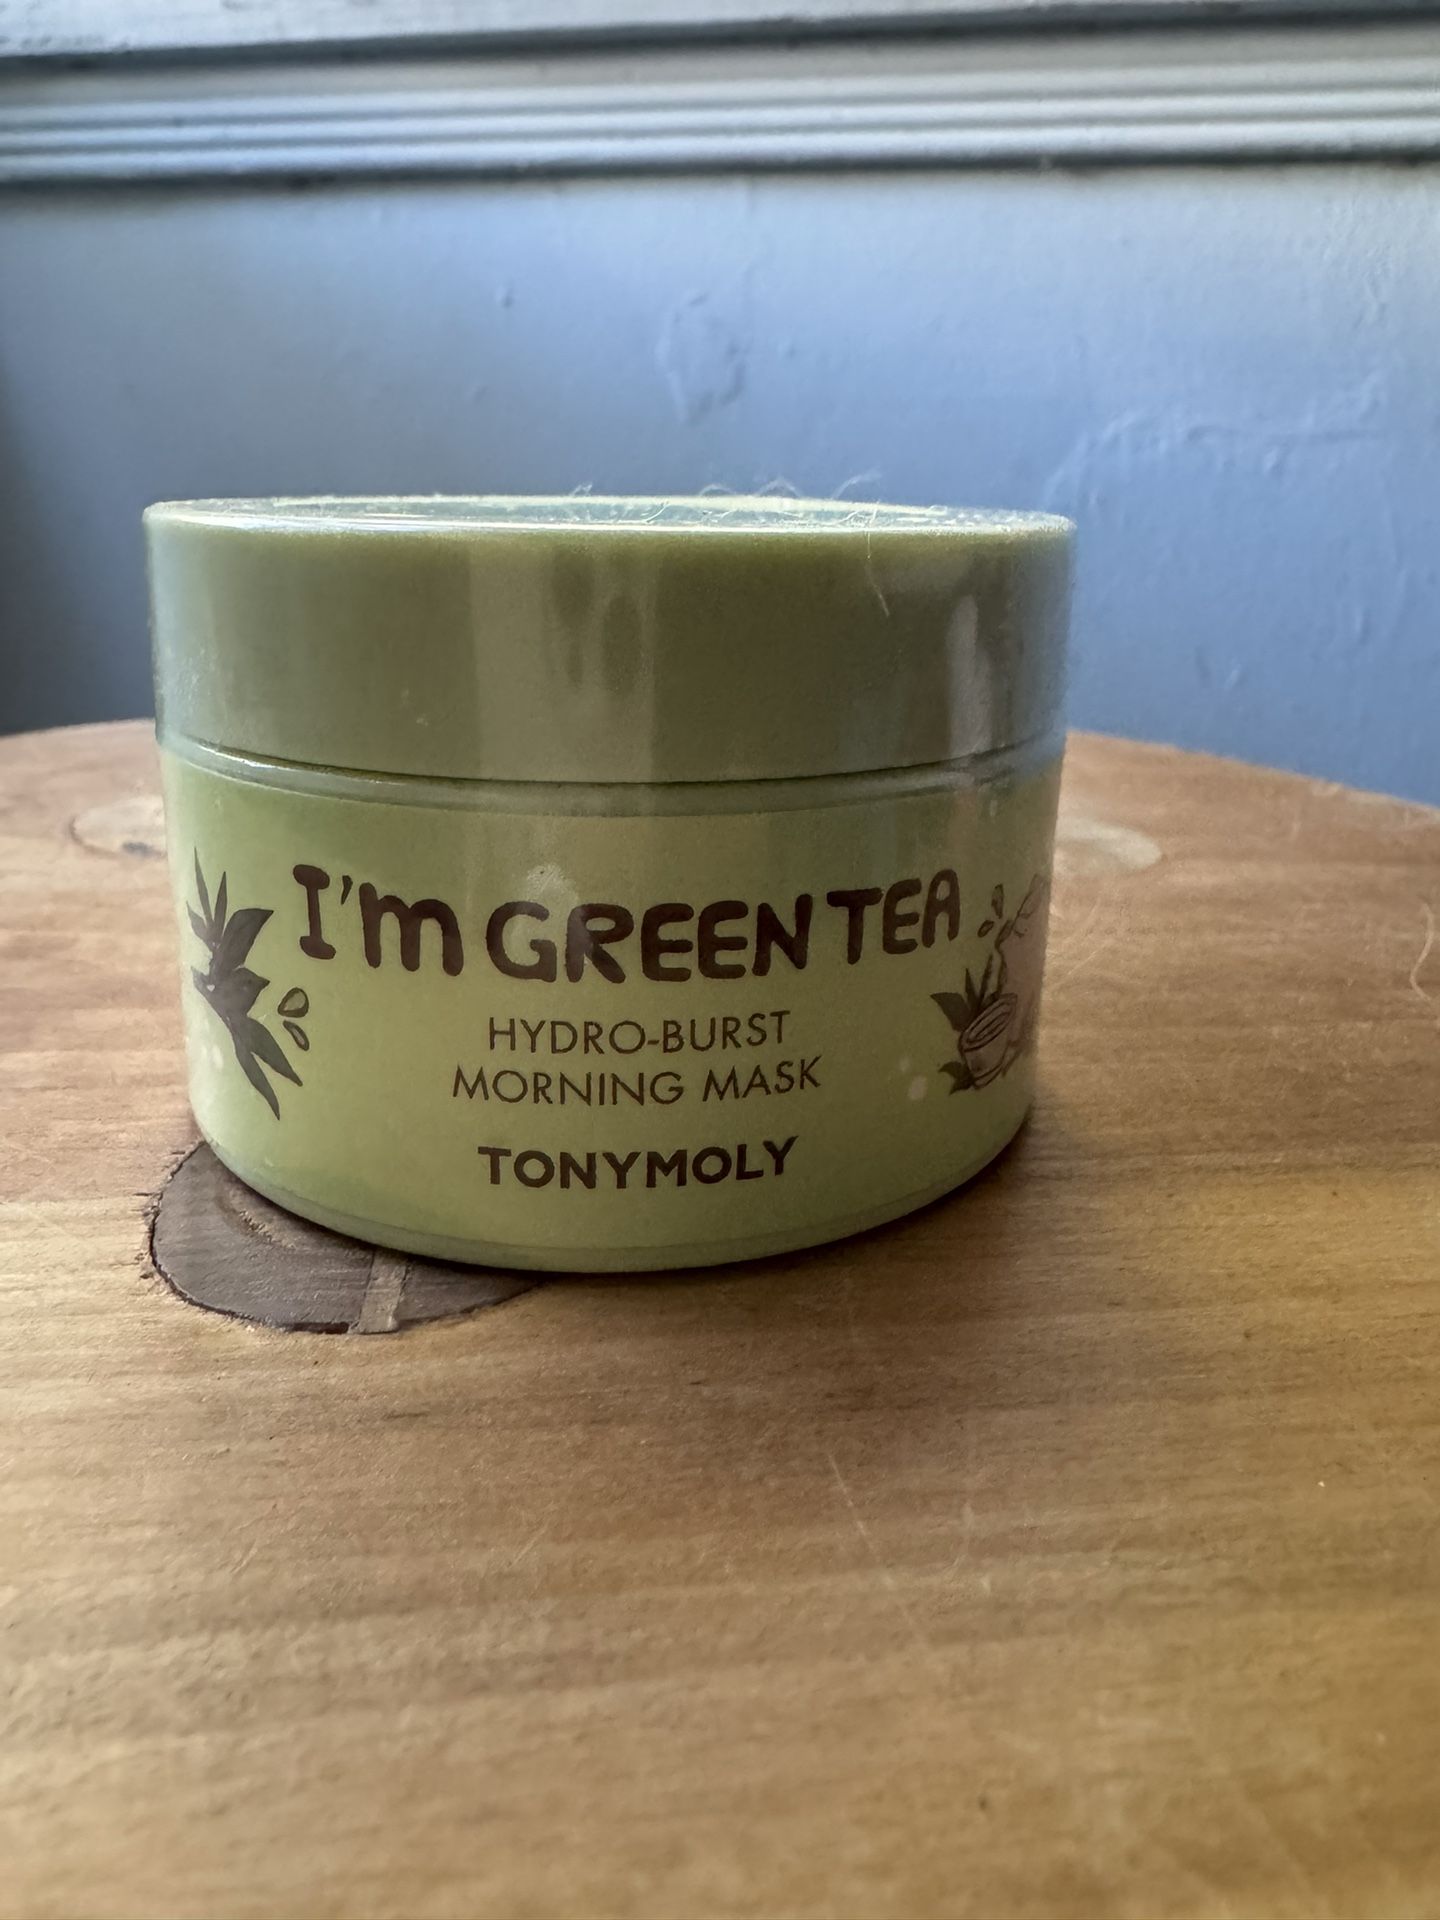 I'm GREEN TEA
HYDRO-BURST
MORNING MASK
TONYMOLY